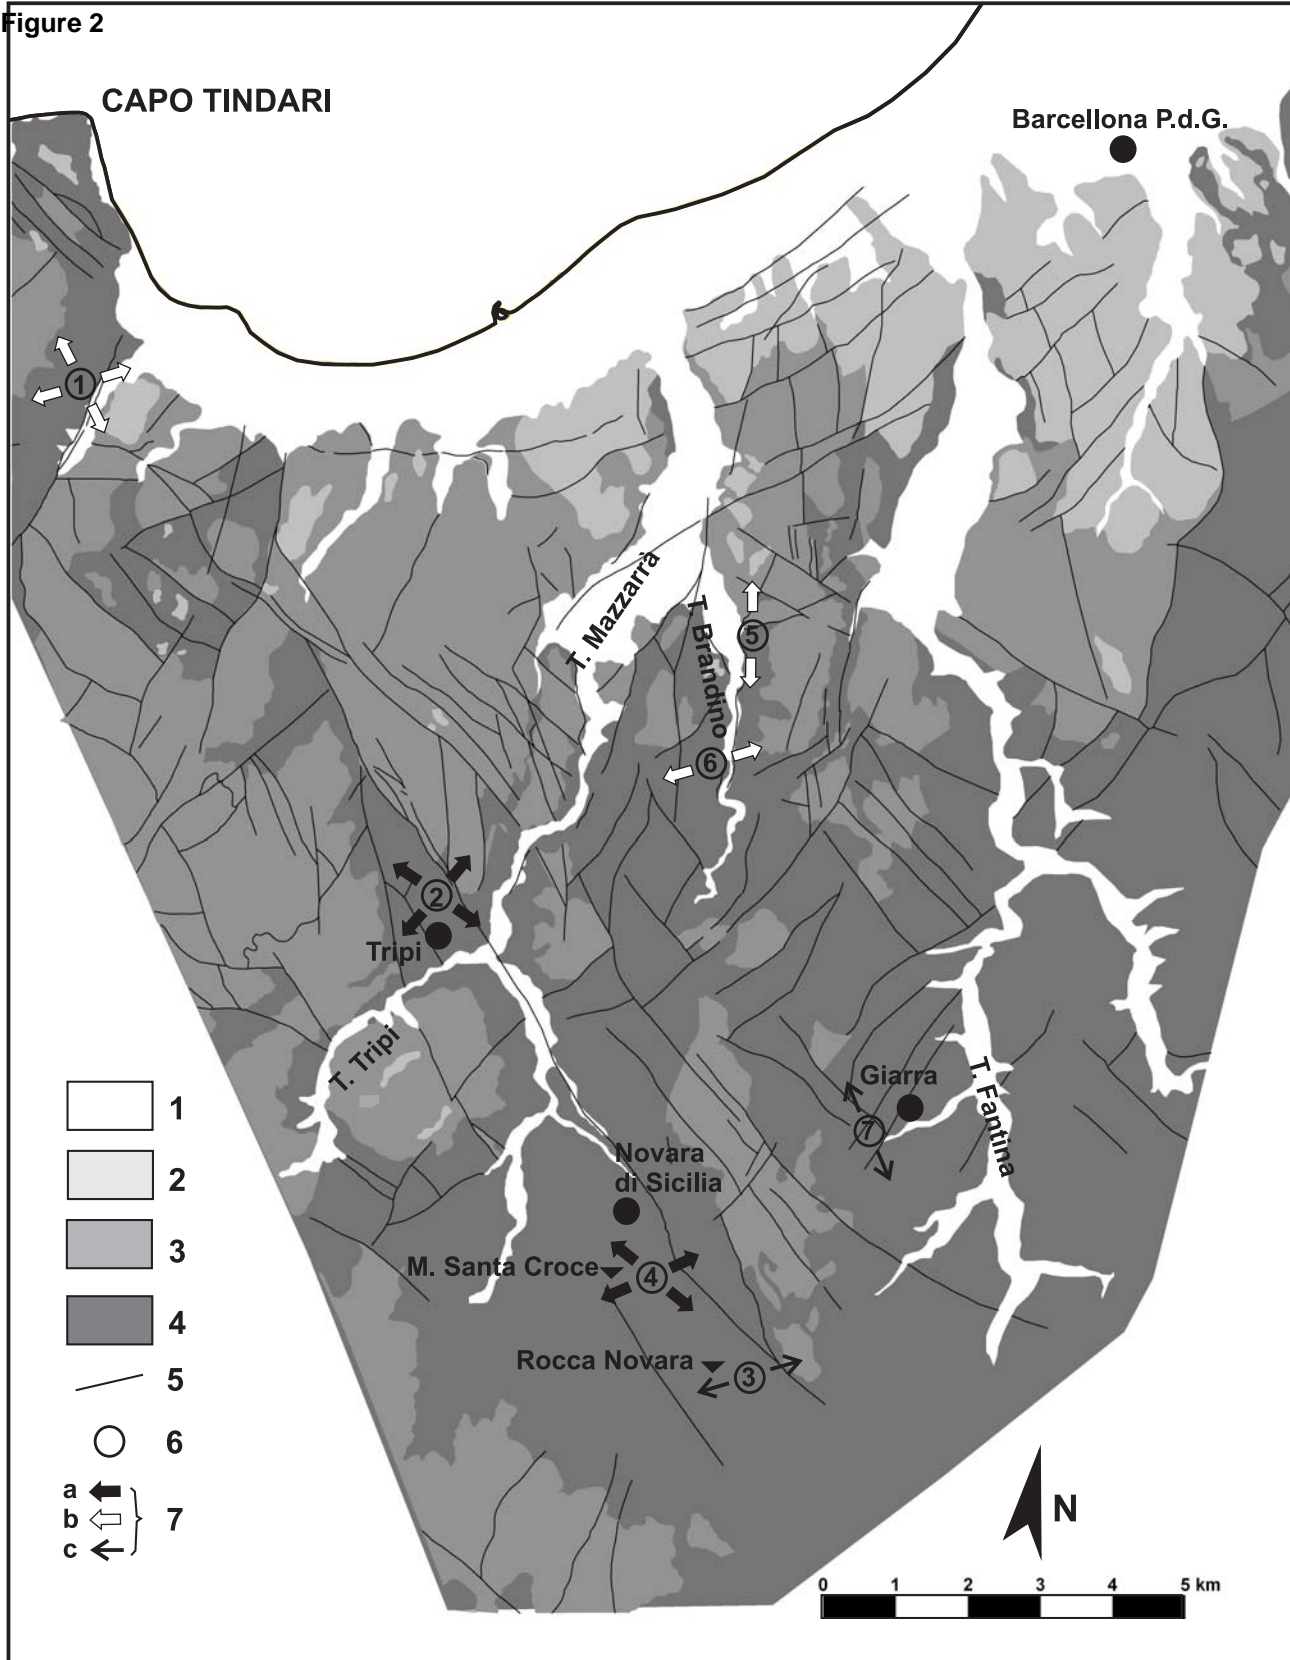 Figure 2
CAPO TINDARI
Barcellona P.d.G.
1
T. Mazzarrà
T. Brandino
5
6
2
Tripi
T. Tripi
Giarra
7
T. Fantina
Novara
di Sicilia
M. Santa Croce
4
Rocca Novara
3
1
2
3
4
5
6
a
b
c
7
N
0 1 2 3 4 5 km